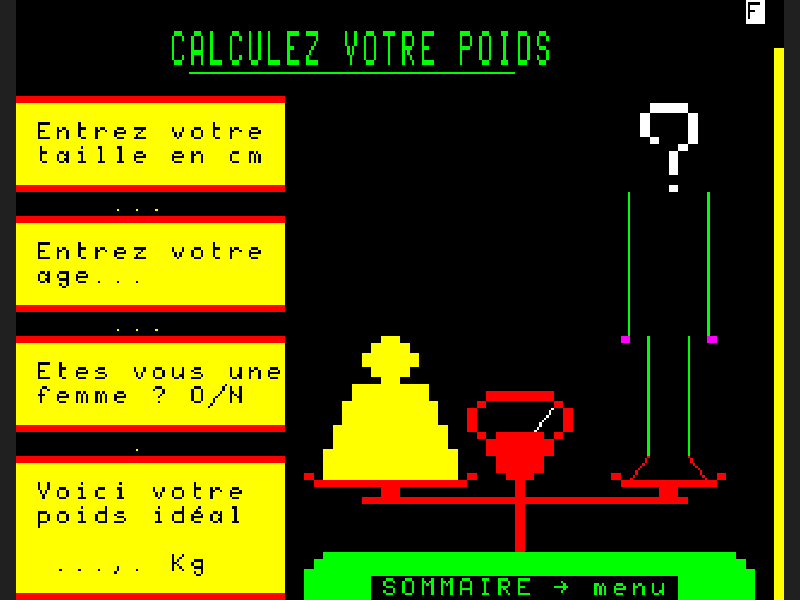 F
CALCULEZ VOTRE POIDS
Entrez votre
taille en cm
...
Entrez votre
age...
...
Etes vous une
femme ? O/N
.
Voici votre
poids idéal
...,. Kg
?
SOMMAIRE → menu